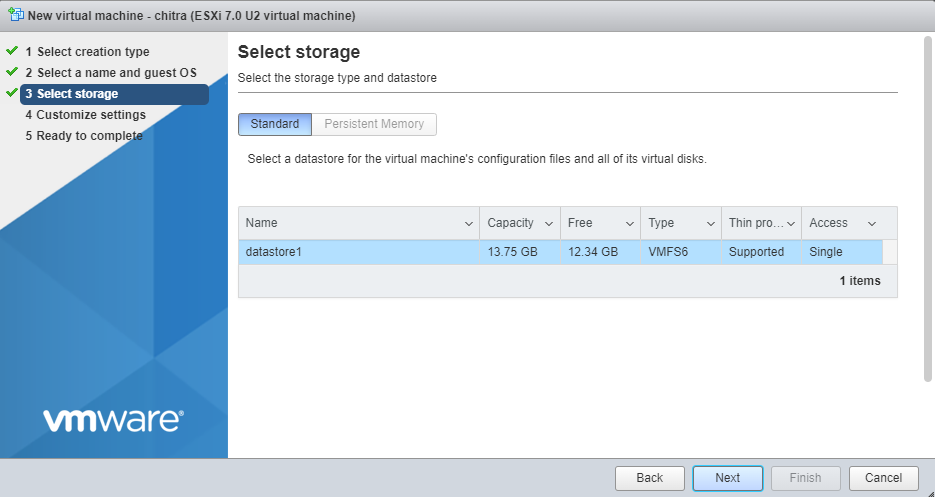 New virtual machine - chitra (ESXi 7.0 U2 virtual machine)
1 Select creation type
2 Select a name and guest OS
3 Select storage
4 Customize settings
5 Ready to complete
vmware®
Select storage
Select the storage type and datastore
Standard Persistent Memory
Select a datastore for the virtual machine's configuration files and all of its virtual disks.
Name Capacity Free Type Thin pro... Access
datastore1 13.75 GB 12.34 GB VMFS6 Supported Single
1 items
Back Next Finish Cancel